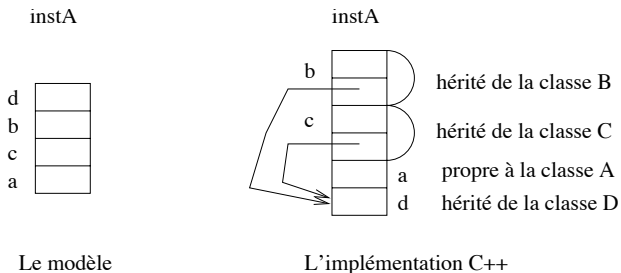 instA
d
b
c
a
Le modèle
instA
b
hérité de la classe B
c
hérité de la classe C
a propre à la classe A
d hérité de la classe D
L'implémentation C++